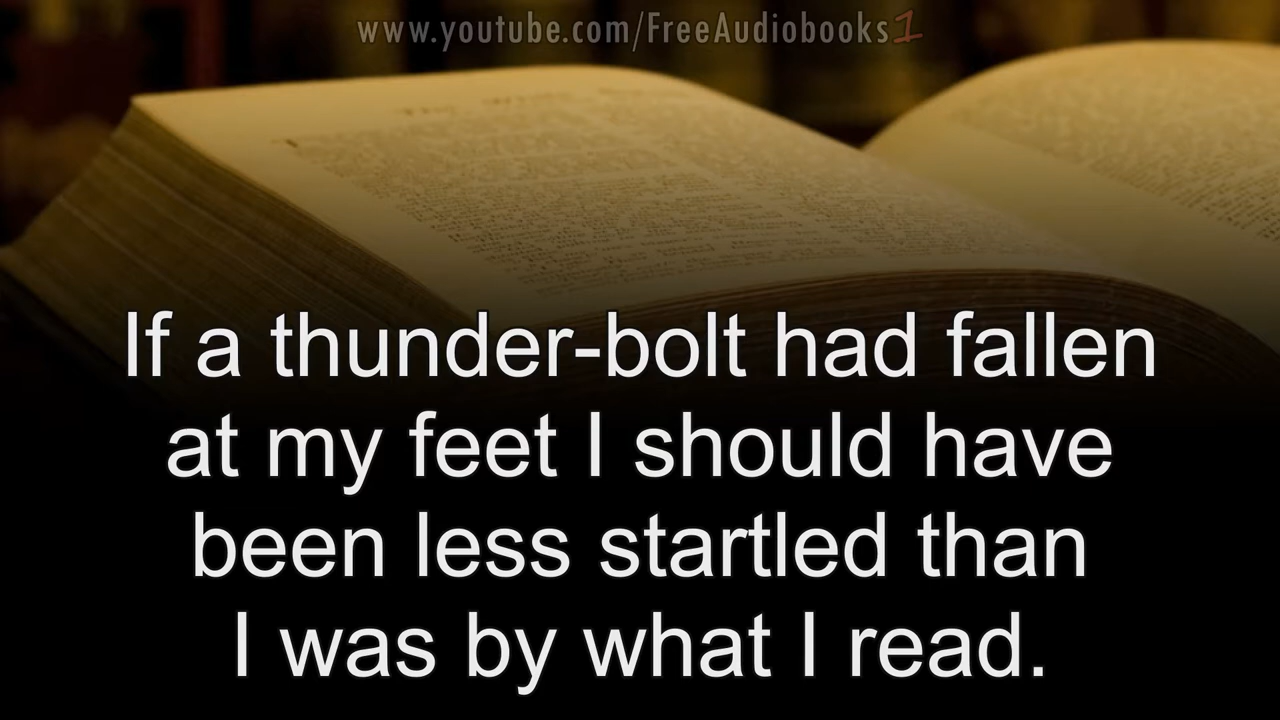 www.youtube.com/FreeAudiobooks1
If a thunder-bolt had fallen
at my feet I should have
been less startled than
I was by what I read.